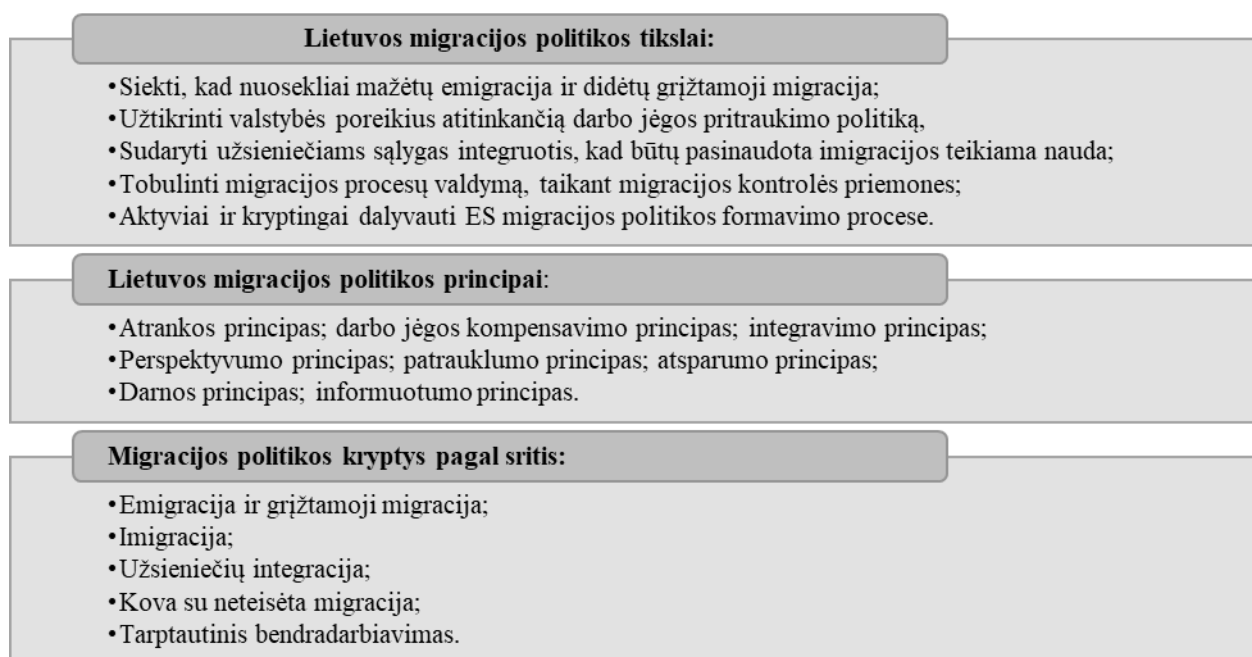 Lietuvos migracijos politikos tikslai:
•Siekti, kad nuosekliai mažėtų emigracija ir didėtų grįžtamoji migracija;
•Užtikrinti valstybės poreikius atitinkančią darbo jėgos pritraukimo politiką,
•Sudaryti užsieniečiams sąlygas integruotis, kad būtų pasinaudota imigracijos teikiama nauda;
•Tobulinti migracijos procesų valdymą, taikant migracijos kontrolės priemones;
•Aktyviai ir kryptingai dalyvauti ES migracijos politikos formavimo procese.
Lietuvos migracijos politikos principai:
•Atrankos principas; darbo jėgos kompensavimo principas; integravimo principas;
•Perspektyvumo principas; patrauklumo principas; atsparumo principas;
•Darnos principas; informuotumo principas.
Migracijos politikos kryptys pagal sritis:
•Emigracija ir grįžtamoji migracija;
•Imigracija;
•Užsieniečių integracija;
•Kova su neteisėta migracija;
•Tarptautinis bendradarbiavimas.